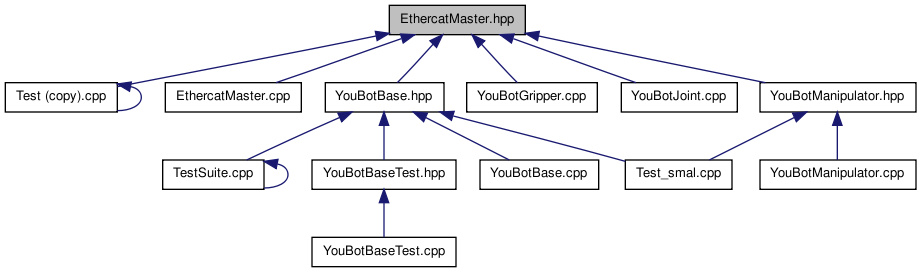 EthercatMaster.hpp
Test (copy).cpp
EthercatMaster.cpp
YouBotBase.hpp
YouBotGripper.cpp
YouBotJoint.cpp
YouBotManipulator.hpp
TestSuite.cpp
YouBotBaseTest.hpp
YouBotBase.cpp
Test_smal.cpp
YouBotManipulator.cpp
YouBotBaseTest.cpp